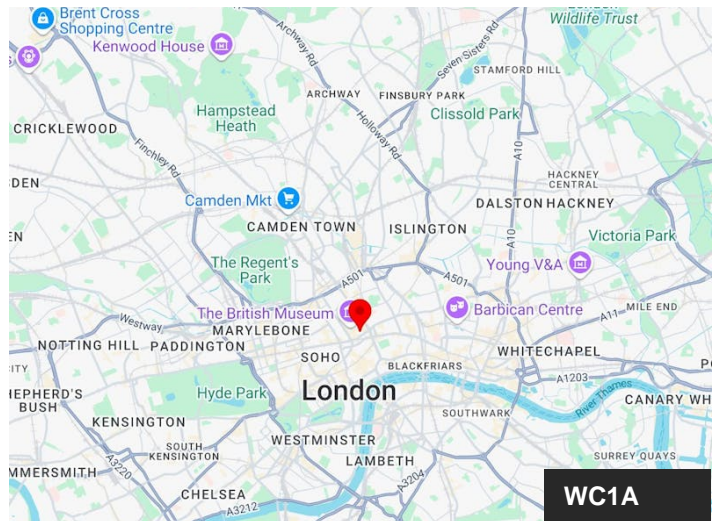 Brent Cross
Shopping Centre
Kenwood House
Wildlife Trust
Archway Rd
Seven Sisters Rd
STAMFORD HILL
ARCHWAY
FINSBURY PARK
Clissold Park
Hampstead
Heath
Holloway Rd
A10
CRICKLEWOOD
Finchley Rd
HACKNEY
CENTRAL
Camden Mkt
DALSTON
HACKNEY
CAMDEN TOWN
ISLINGTON
A10
Victoria Park
The Regent's
Park
A501
A501
Young V&A
The British Museum
Barbican Centre
MILE END
A11
Westway
MARYLEBONE
NOTTING HILL
PADDINGTON
SOHO
WHITECHAPEL
BLACKFRIARS
A1203
Hyde Park
London
River Thames
CANARY WH
SHEPHERD'S
BUSH
SOUTHWARK
KENSINGTON
WESTMINSTER
SOUTH
KENSINGTON
LAMBETH
SURREY QUAYS
MMERSMITH
A3220
A3204
CHELSEA
A3212
WC1A